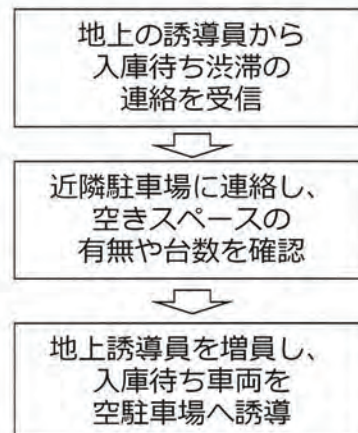 地上の誘導員から
入庫待ち渋滞の
連絡を受信
近隣駐車場に連絡し、
空きスペースの
有無や台数を確認
地上誘導員を増員し、
入庫待ち車両を
空駐車場へ誘導